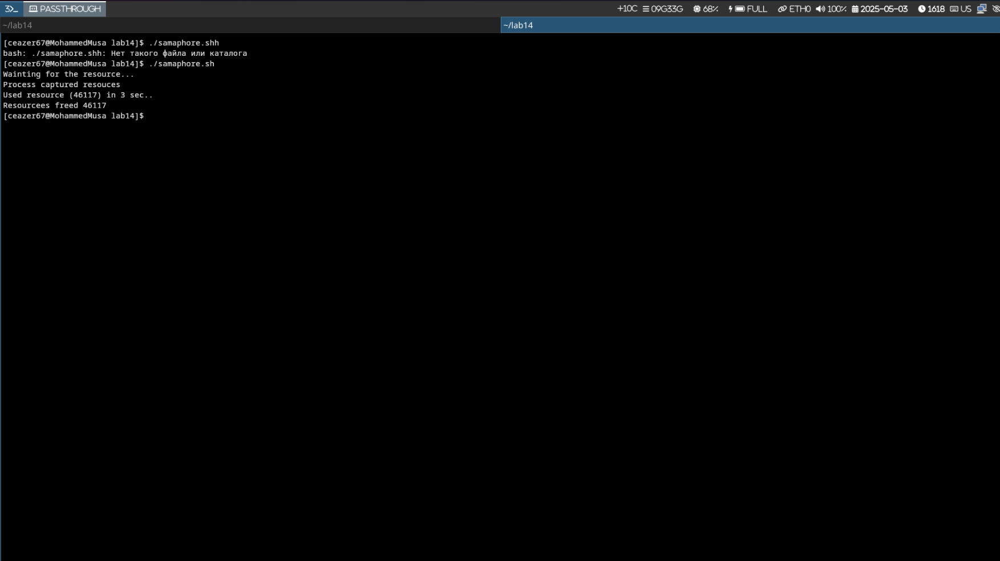 3>_ PASSTHROUGH +10C 09G33G 68% FULL ETH0 100% 2025-05-03 1618 US
~/lab14 ~/lab14
[ceazer67@MohammedMusa lab14]$ ./samaphore.shh
bash: ./samaphore.shh: Нет такого файла или каталога
[ceazer67@MohammedMusa lab14]$ ./samaphore.sh
Wainting for the resource...
Process captured resouces
Used resource (46117) in 3 sec..
Resourcees freed 46117
[ceazer67@MohammedMusa lab14]$